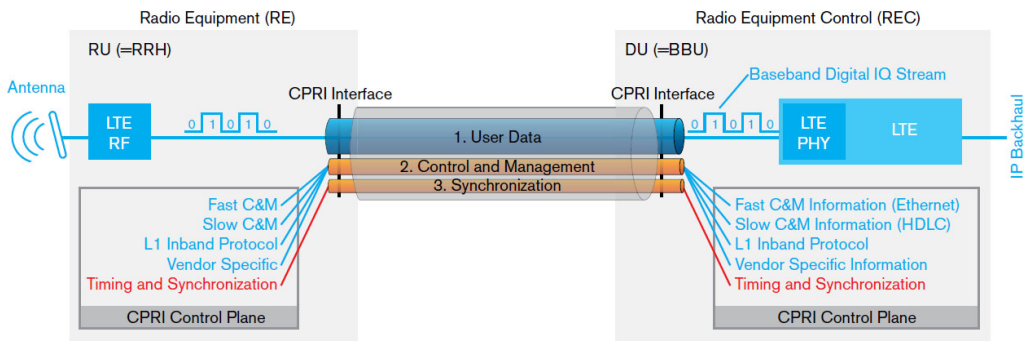 Radio Equipment (RE)
Radio Equipment Control (REC)
RU (=RRH)
DU (=BBU)
Baseband Digital IQ Stream
Antenna
CPRI Interface
CPRI Interface
LTE
RF
0 1 0 1 0
1. User Data
0 1 0 1 0
LTE
PHY
LTE
IP Backhaul
2. Control and Management
3. Synchronization
Fast C&M
Slow C&M
L1 Inband Protocol
Vendor Specific
Timing and Synchronization
CPRI Control Plane
Fast C&M Information (Ethernet)
Slow C&M Information (HDLC)
L1 Inband Protocol
Vendor Specific Information
Timing and Synchronization
CPRI Control Plane